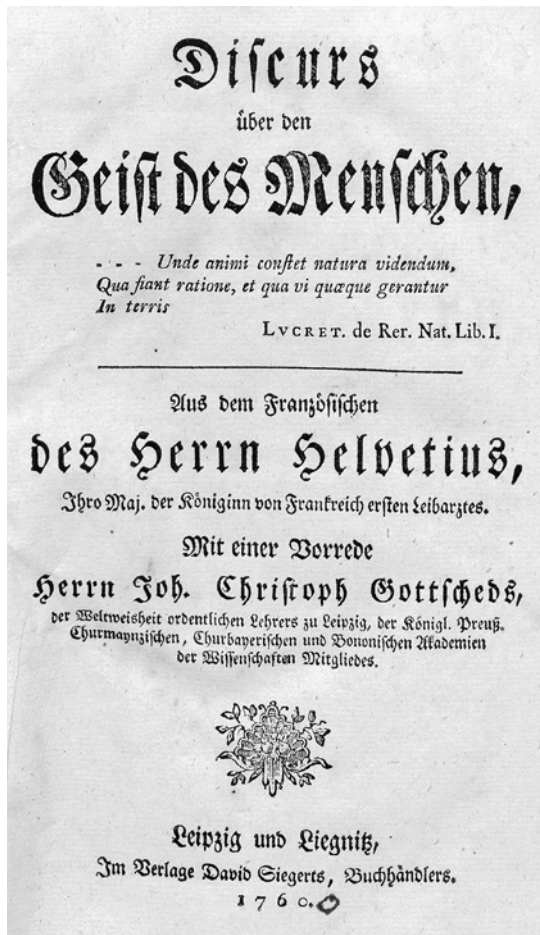 Diſcurs
über den
Geiſt des Menſchen,
- - - Unde animi conſtet natura videndum,
Qua fiant ratione, et qua vi quæque gerantur
In terris
LVCRET. de Rer. Nat. Lib. I.
Aus dem Franzöſiſchen
des Herrn Helvetius,
Ihro Maj. der Königinn von Frankreich erſten Leibarztes.
Mit einer Vorrede
Herrn Joh. Chriſtoph Gottſcheds,
der Weltweisheit ordentlichen Lehrers zu Leipzig, der Königl. Preuß.
Churmaynziſchen, Churbayeriſchen und Bononiſchen Akademien
der Wiſſenſchaften Mitgliedes.
Leipzig und Liegnitz,
Im Verlage David Siegerts, Buchhändlers.
1760.